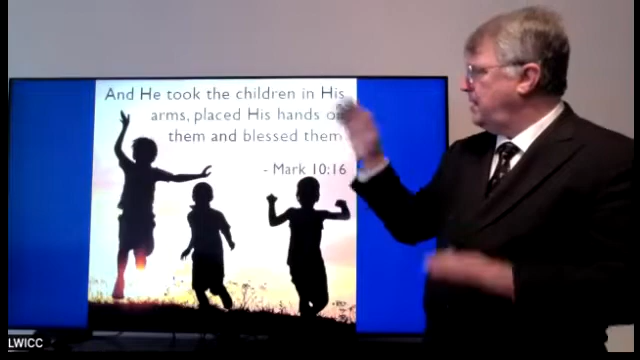 And He took the children in His
arms, placed His hands on
them and blessed them
- Mark 10:16
LWICC